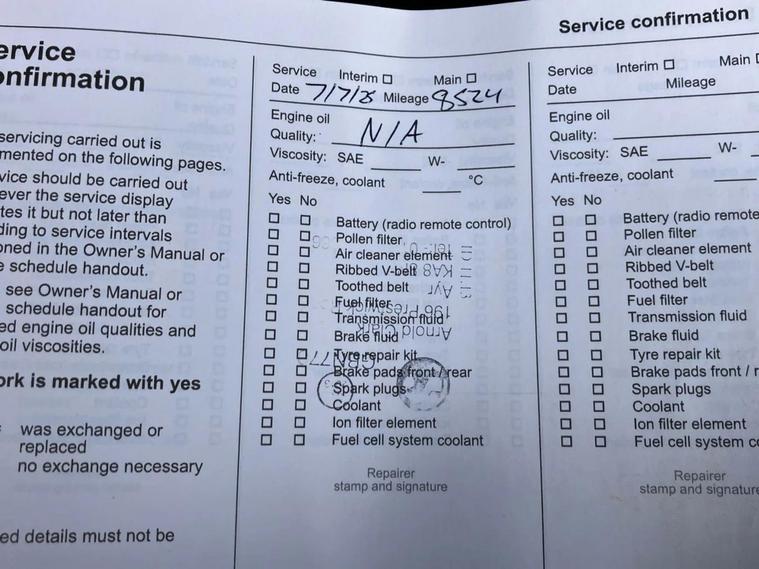 Service confirmation
ervice
onfirmation
servicing carried out is
mented on the following pages.
vice should be carried out
ever the service display
tes it but not later than
ding to service intervals
oned in the Owner's Manual or
e schedule handout.
see Owner's Manual or
schedule handout for
ed engine oil qualities and
oil viscosities.
ork is marked with yes
was exchanged or
replaced
no exchange necessary
ed details must not be
Service Interim Main
Date 7/7/25 Mileage 8524
Engine oil
Quality: N/A
Viscosity: SAE W-
Anti-freeze, coolant °C
Yes No
Battery (radio remote control)
Pollen filter
Air cleaner element
Ribbed V-belt
Toothed belt
Fuel filter
Transmission fluid
Brake fluid
Tyre repair kit
Brake pads front / rear
Spark plugs
Coolant
Ion filter element
Fuel cell system coolant
Repairer
stamp and signature
Arnold Clark
196 Prestwick
Ayr
KA8
Service Interim Main
Date Mileage
Engine oil
Quality:
Viscosity: SAE W-
Anti-freeze, coolant
Yes No
Battery (radio remote
Pollen filter
Air cleaner element
Ribbed V-belt
Toothed belt
Fuel filter
Transmission fluid
Brake fluid
Tyre repair kit
Brake pads front / r
Spark plugs
Coolant
Ion filter element
Fuel cell system co
Repairer
stamp and signature